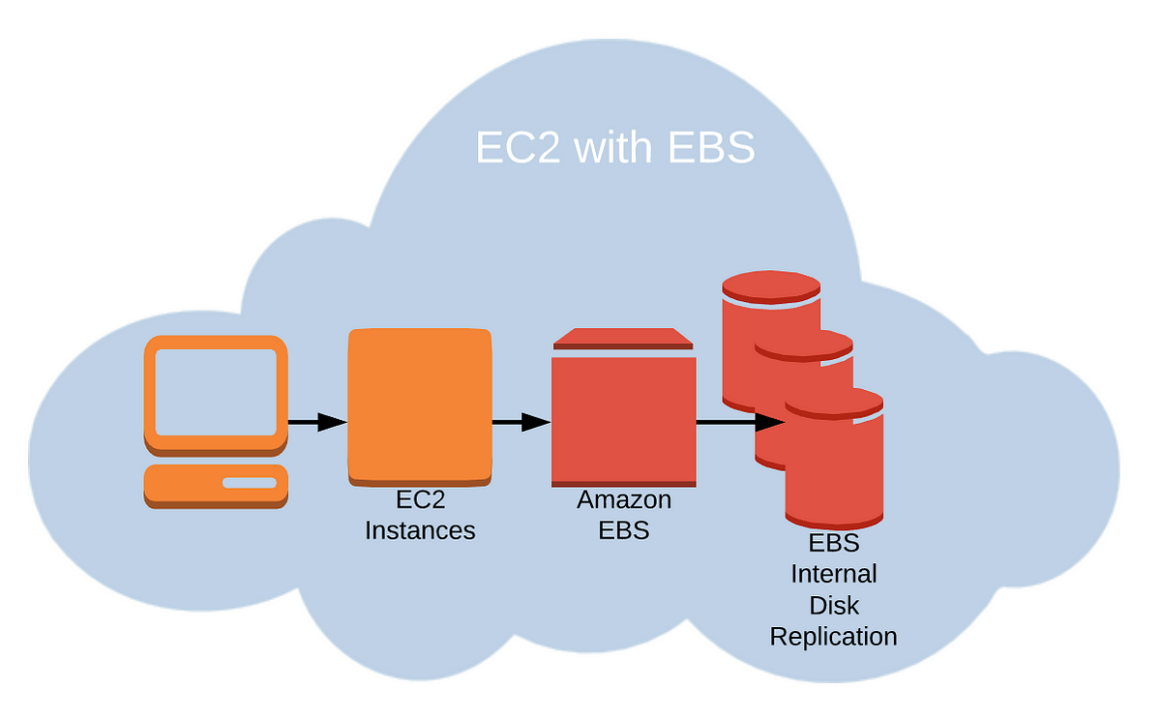 EC2 with EBS
EC2
Instances
Amazon
EBS
EBS
Internal
Disk
Replication